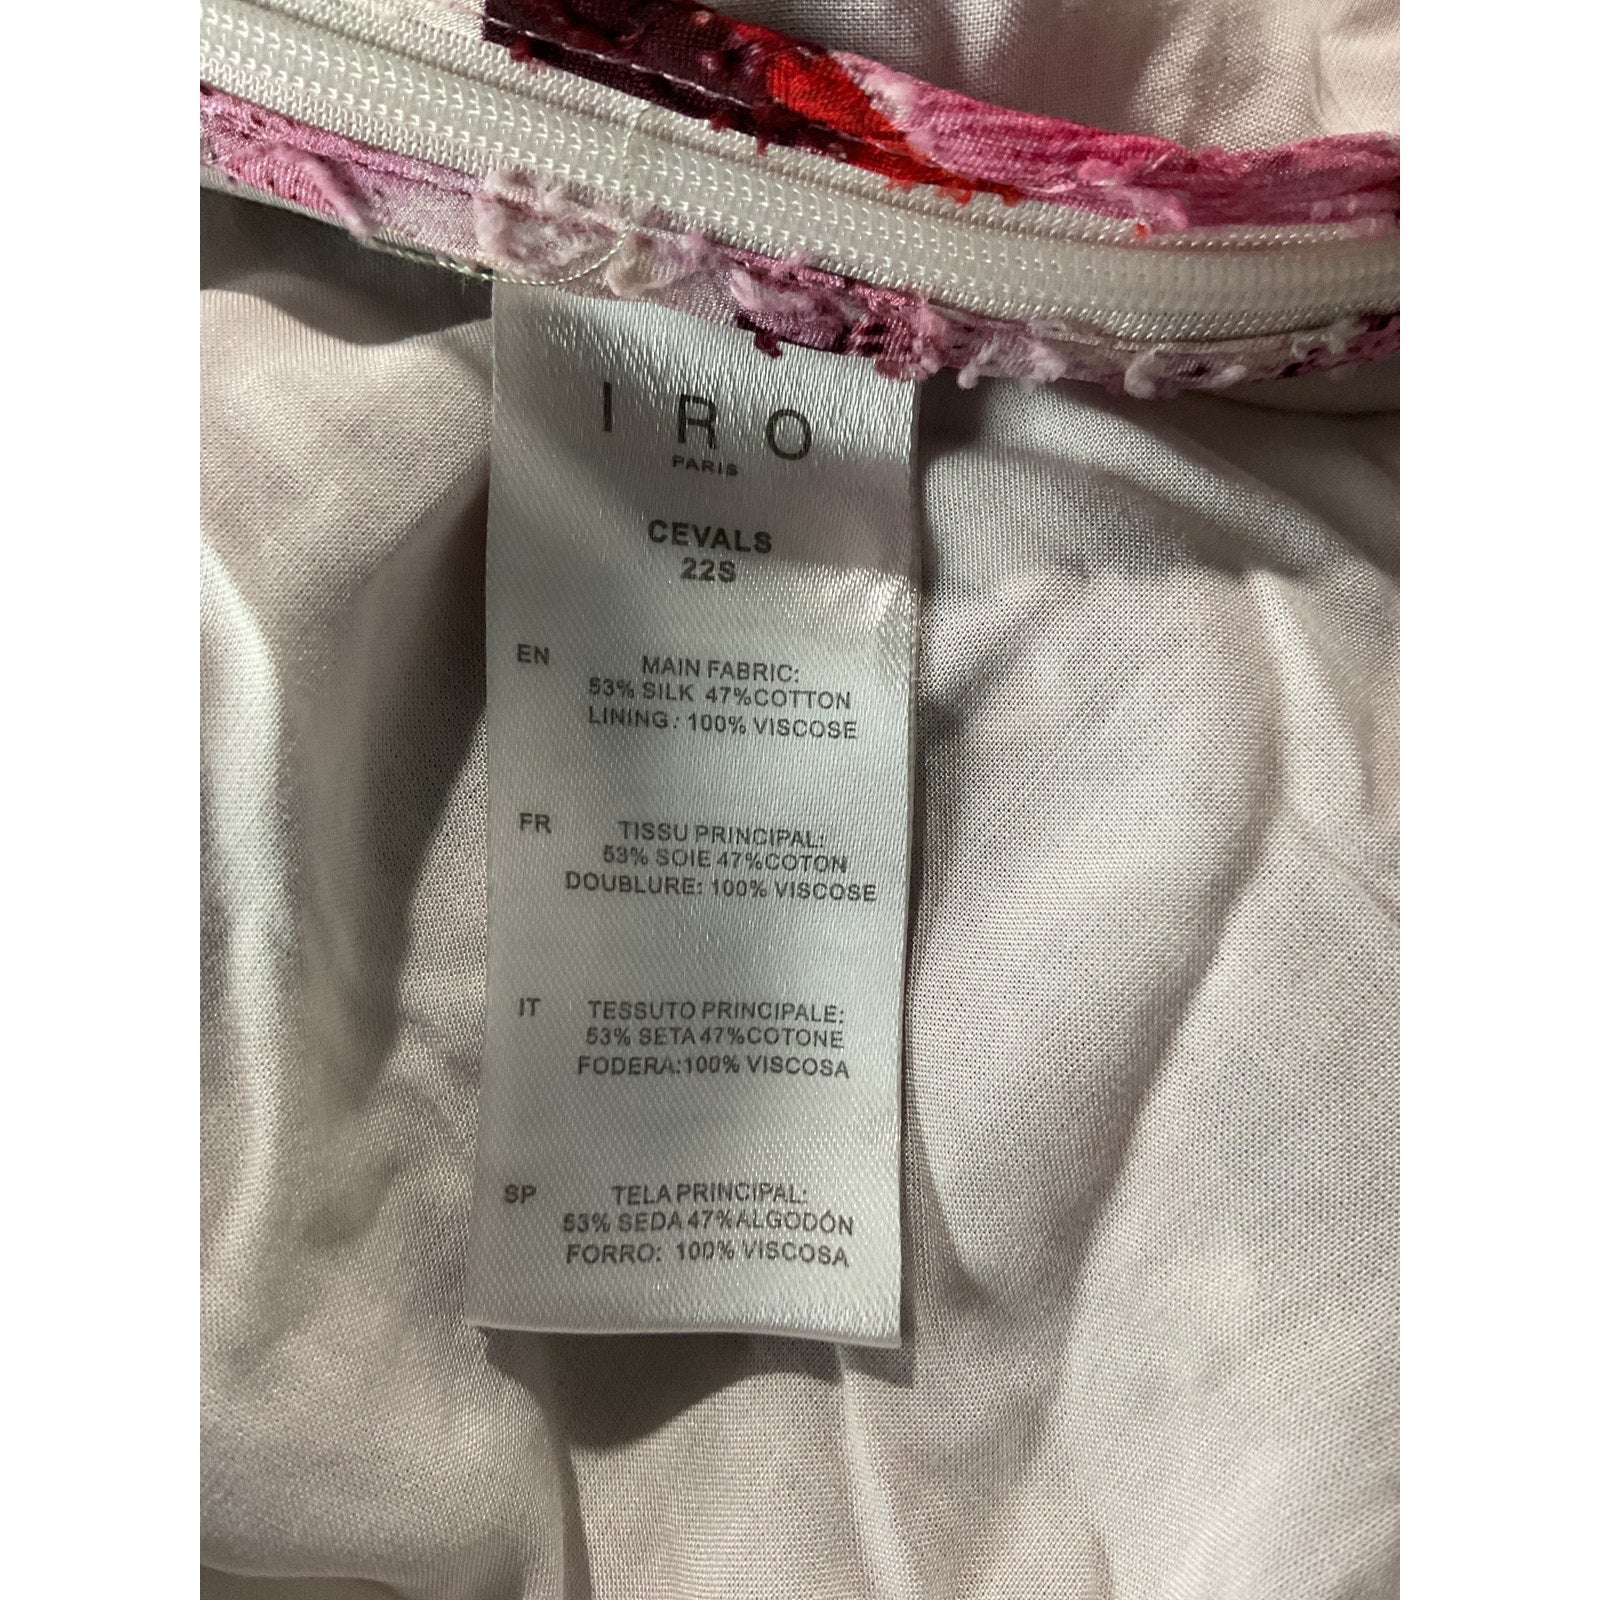 IRO
PARIS
CEVALS
22S
EN
MAIN FABRIC:
53% SILK 47%COTTON
LINING: 100% VISCOSE
FR
TISSU PRINCIPAL:
53% SOIE 47%COTON
DOUBLURE: 100% VISCOSE
IT
TESSUTO PRINCIPALE:
53% SETA 47%COTONE
FODERA:100% VISCOSA
SP
TELA PRINCIPAL:
53% SEDA 47%ALGODÓN
FORRO: 100% VISCOSA